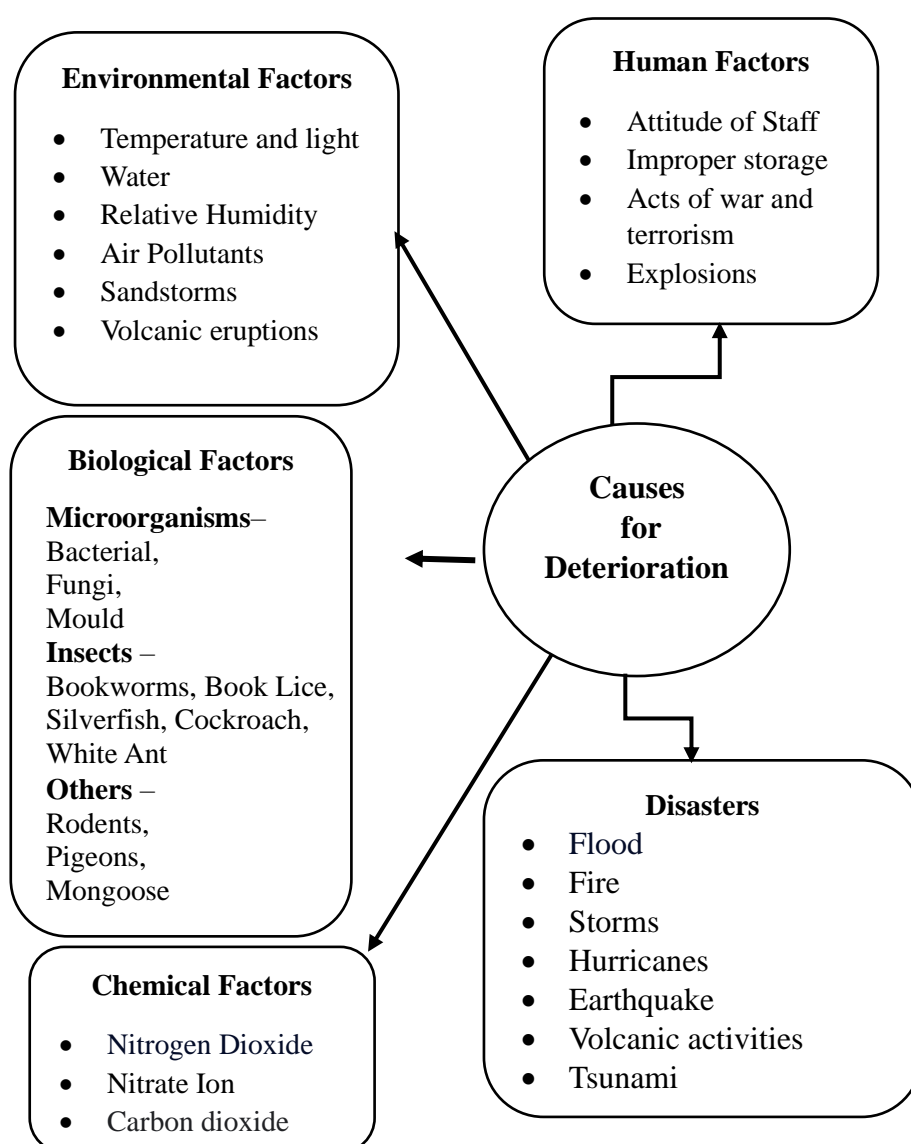 Environmental Factors
• Temperature and light
• Water
• Relative Humidity
• Air Pollutants
• Sandstorms
• Volcanic eruptions
Human Factors
• Attitude of Staff
• Improper storage
• Acts of war and
terrorism
• Explosions
Biological Factors
Microorganisms–
Bacterial,
Fungi,
Mould
Insects –
Bookworms, Book Lice,
Silverfish, Cockroach,
White Ant
Others –
Rodents,
Pigeons,
Mongoose
Causes
for
Deterioration
Chemical Factors
• Nitrogen Dioxide
• Nitrate Ion
• Carbon dioxide
Disasters
• Flood
• Fire
• Storms
• Hurricanes
• Earthquake
• Volcanic activities
• Tsunami